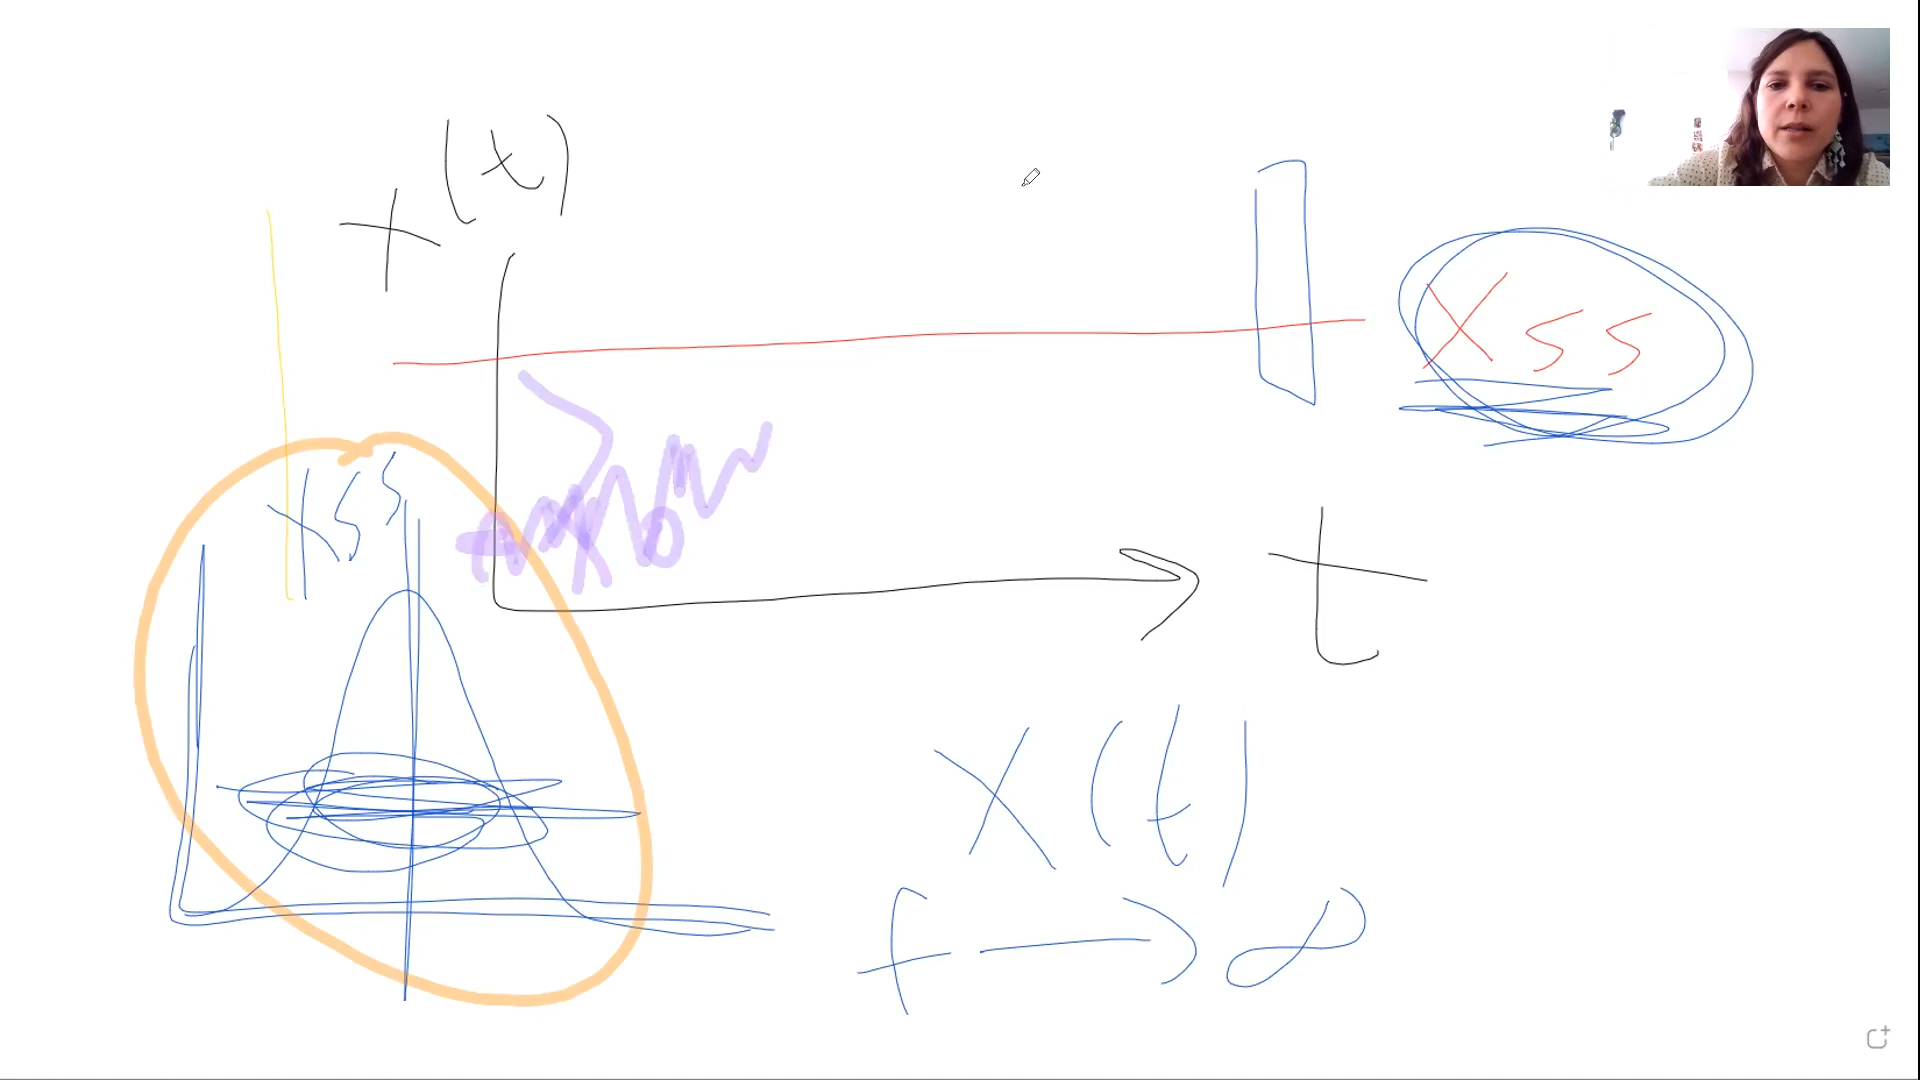 x(t)
Xss
xss
t
X(t)
t → ∞